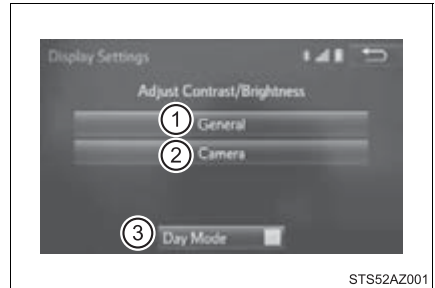 Display Settings
Adjust Contrast/Brightness
1 General
2 Camera
3 Day Mode
STS52AZ001